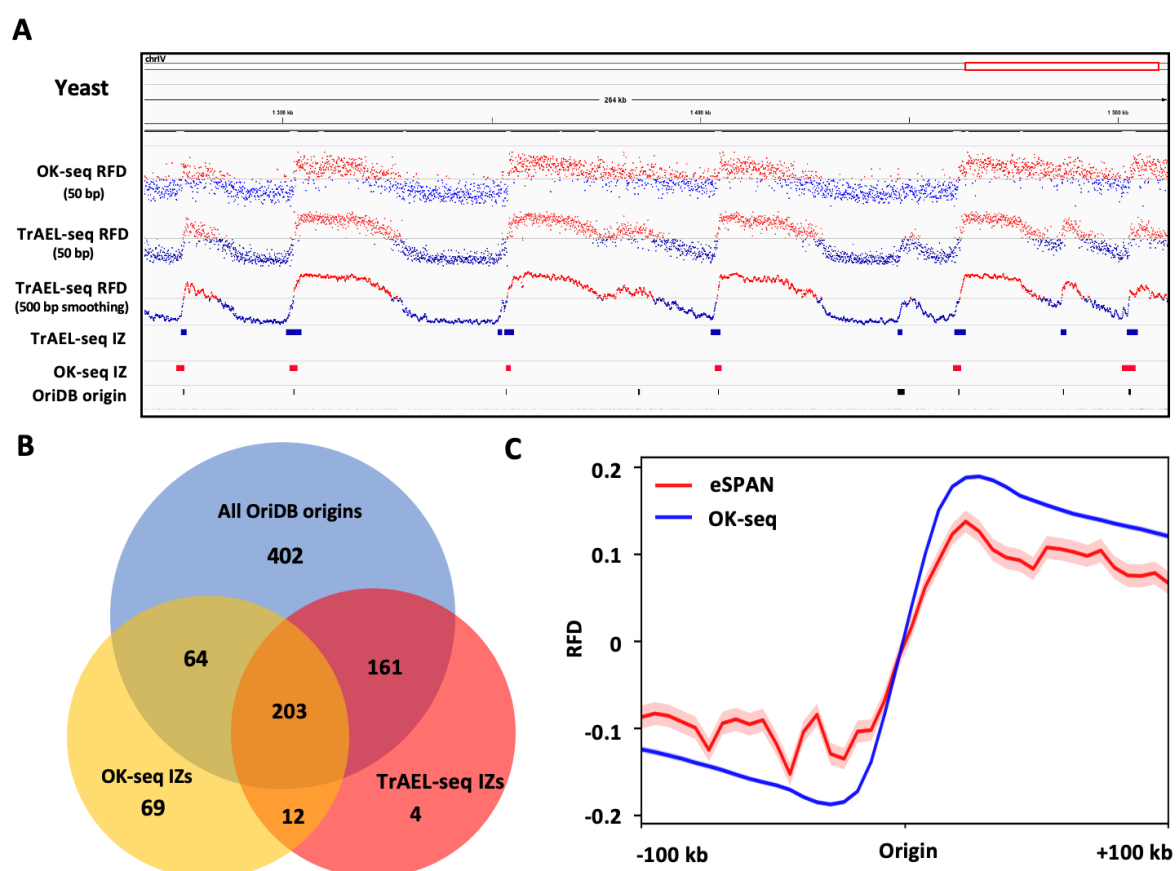 A
Yeast
chrIV
264 kb
1 300 kb
1 400 kb
1 500 kb
OK-seq RFD
(50 bp)
TrAEL-seq RFD
(50 bp)
TrAEL-seq RFD
(500 bp smoothing)
TrAEL-seq IZ
OK-seq IZ
OriDB origin
B
All OriDB origins
402
64
161
203
OK-seq IZs
69
TrAEL-seq IZs
4
12
C
eSPAN
OK-seq
RFD
0.2
0.1
0
-0.1
-0.2
-100 kb
Origin
+100 kb